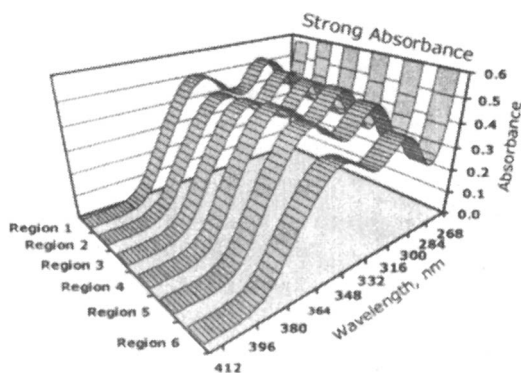 Strong Absorbance
0.6
0.5
0.4
0.3
0.2
0.1
0.0
Absorbance
Region 1
Region 2
Region 3
Region 4
Region 5
Region 6
412
396
380
364
348
332
316
300
284
268
Wavelength, nm